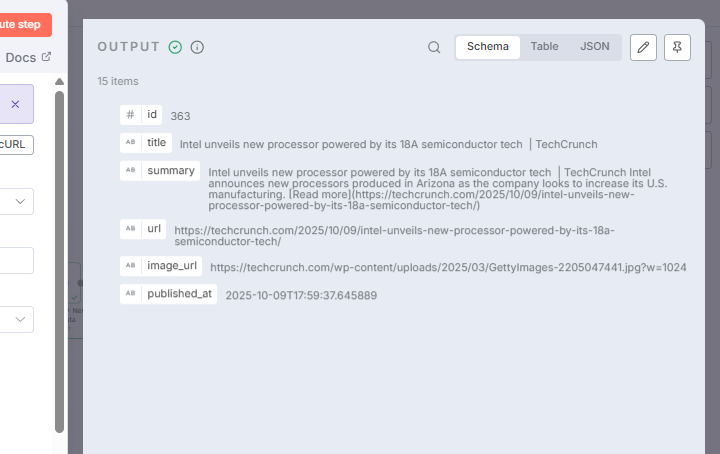 ute step
Docs
cURL
OUTPUT
Schema
Table
JSON
15 items
# id 363
AB title Intel unveils new processor powered by its 18A semiconductor tech | TechCrunch
AB summary Intel unveils new processor powered by its 18A semiconductor tech | TechCrunch Intel
announces new processors produced in Arizona as the company looks to increase its U.S.
manufacturing. [Read more](https://techcrunch.com/2025/10/09/intel-unveils-new-
processor-powered-by-its-18a-semiconductor-tech/)
AB url https://techcrunch.com/2025/10/09/intel-unveils-new-processor-powered-by-its-18a-
semiconductor-tech/
AB image_url https://techcrunch.com/wp-content/uploads/2025/03/GettyImages-2205047441.jpg?w=1024
AB published_at 2025-10-09T17:59:37.645889